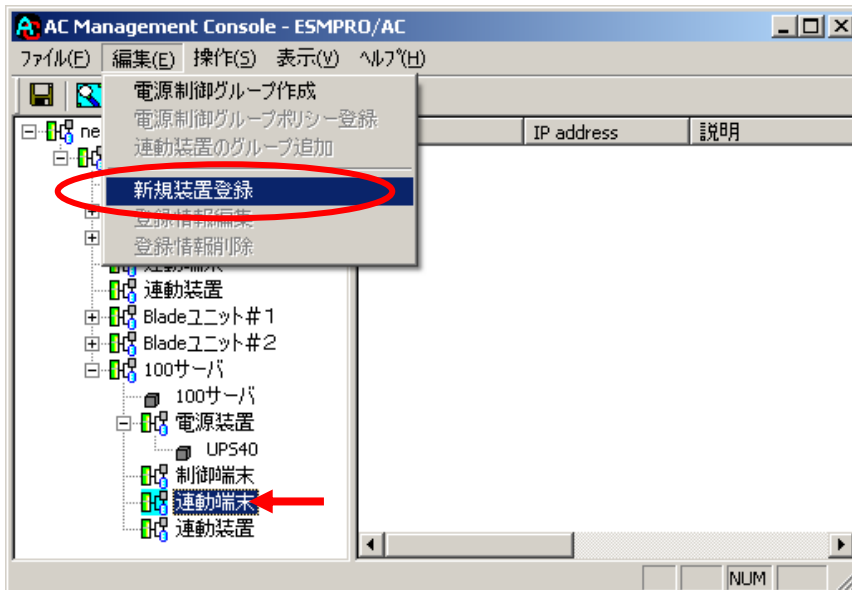 AC Management Console - ESMPRO/AC
ファイル(F) 編集(E) 操作(S) 表示(V) ヘルプ(H)
電源制御グループ作成
電源制御グループポリシー登録
連動装置のグループ追加
新規装置登録
登録情報編集
登録情報削除
IP address 説明
ne
連動端末
連動装置
Bladeユニット#1
Bladeユニット#2
100サーバ
100サーバ
電源装置
UPS40
制御端末
連動端末
連動装置
NUM